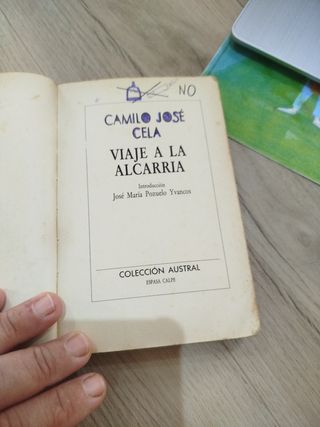 NO
CAMILO JOSÉ
CELA
VIAJE A LA
ALCARRIA
Introducción
José María Pozuelo Yvancos
COLECCIÓN AUSTRAL
ESPASA CALPE